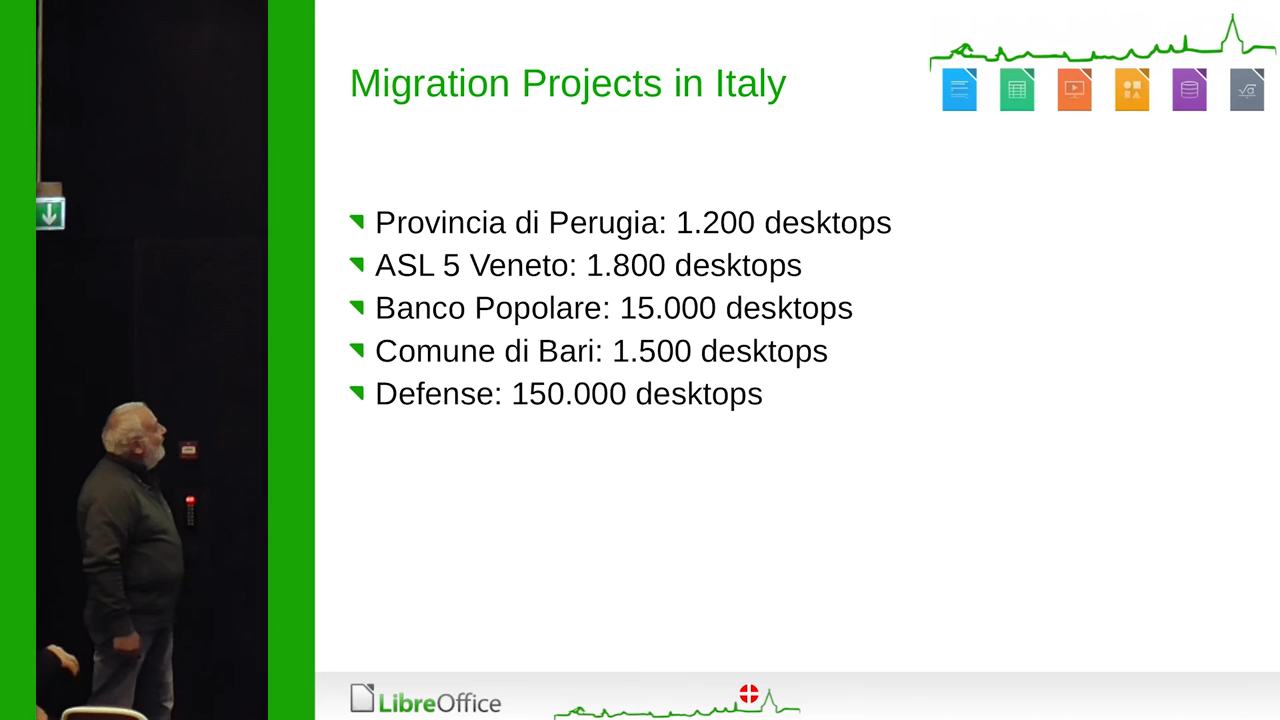 Migration Projects in Italy
Provincia di Perugia: 1.200 desktops
ASL 5 Veneto: 1.800 desktops
Banco Popolare: 15.000 desktops
Comune di Bari: 1.500 desktops
Defense: 150.000 desktops
LibreOffice